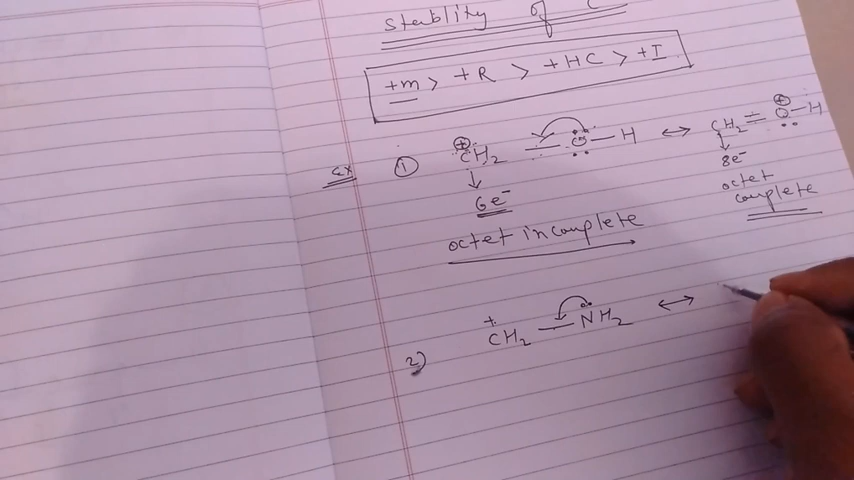 Stablity of C
+m > +R > +HC > +I
Ex ① ⊕CH₂ — Ö — H ↔ CH₂ = O⊕ — H
6e⁻
8e⁻
octet incomplete
octet
complete
2) +CH₂ — NH₂ ↔